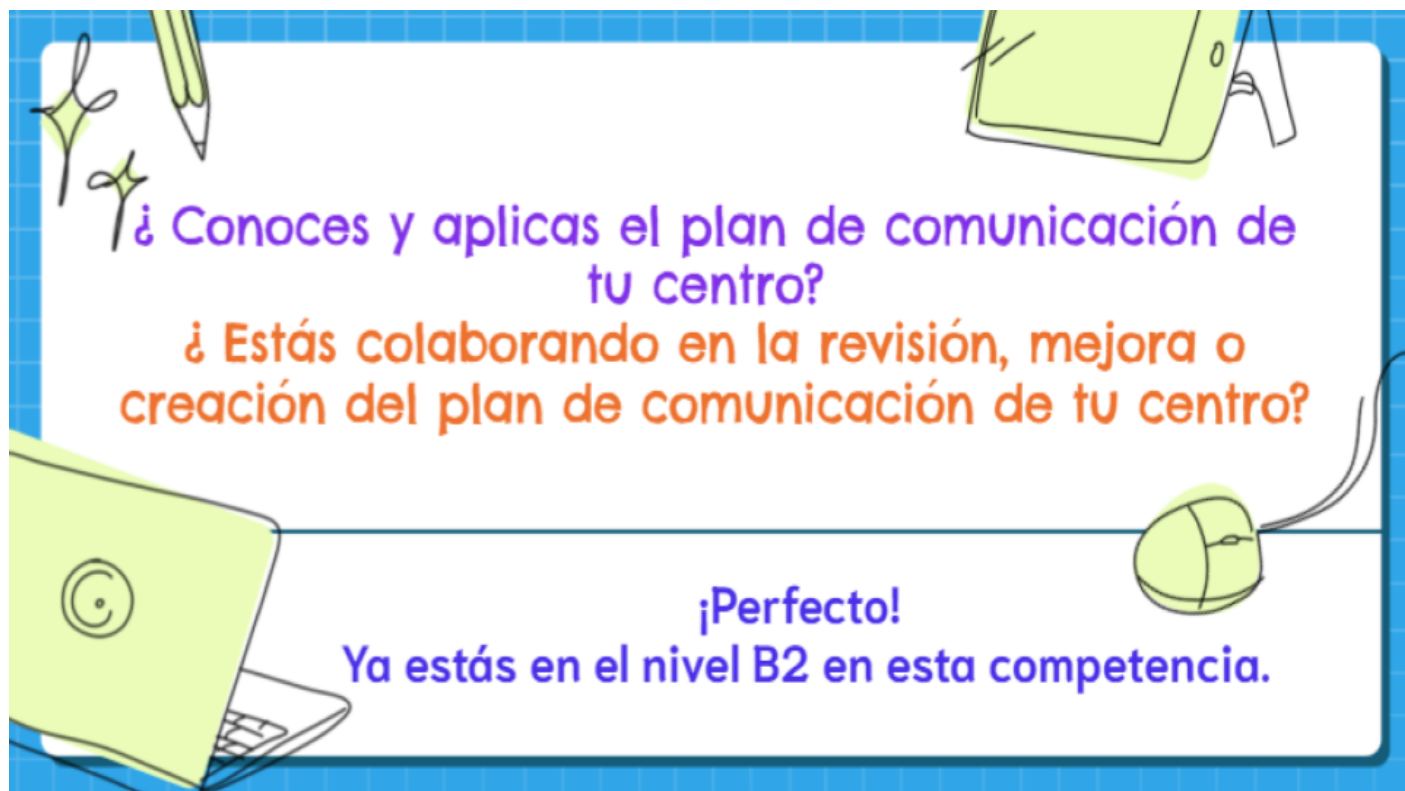 ¿ Conoces y aplicas el plan de comunicación de
tu centro?
¿ Estás colaborando en la revisión, mejora o
creación del plan de comunicación de tu centro?
¡Perfecto!
Ya estás en el nivel B2 en esta competencia.